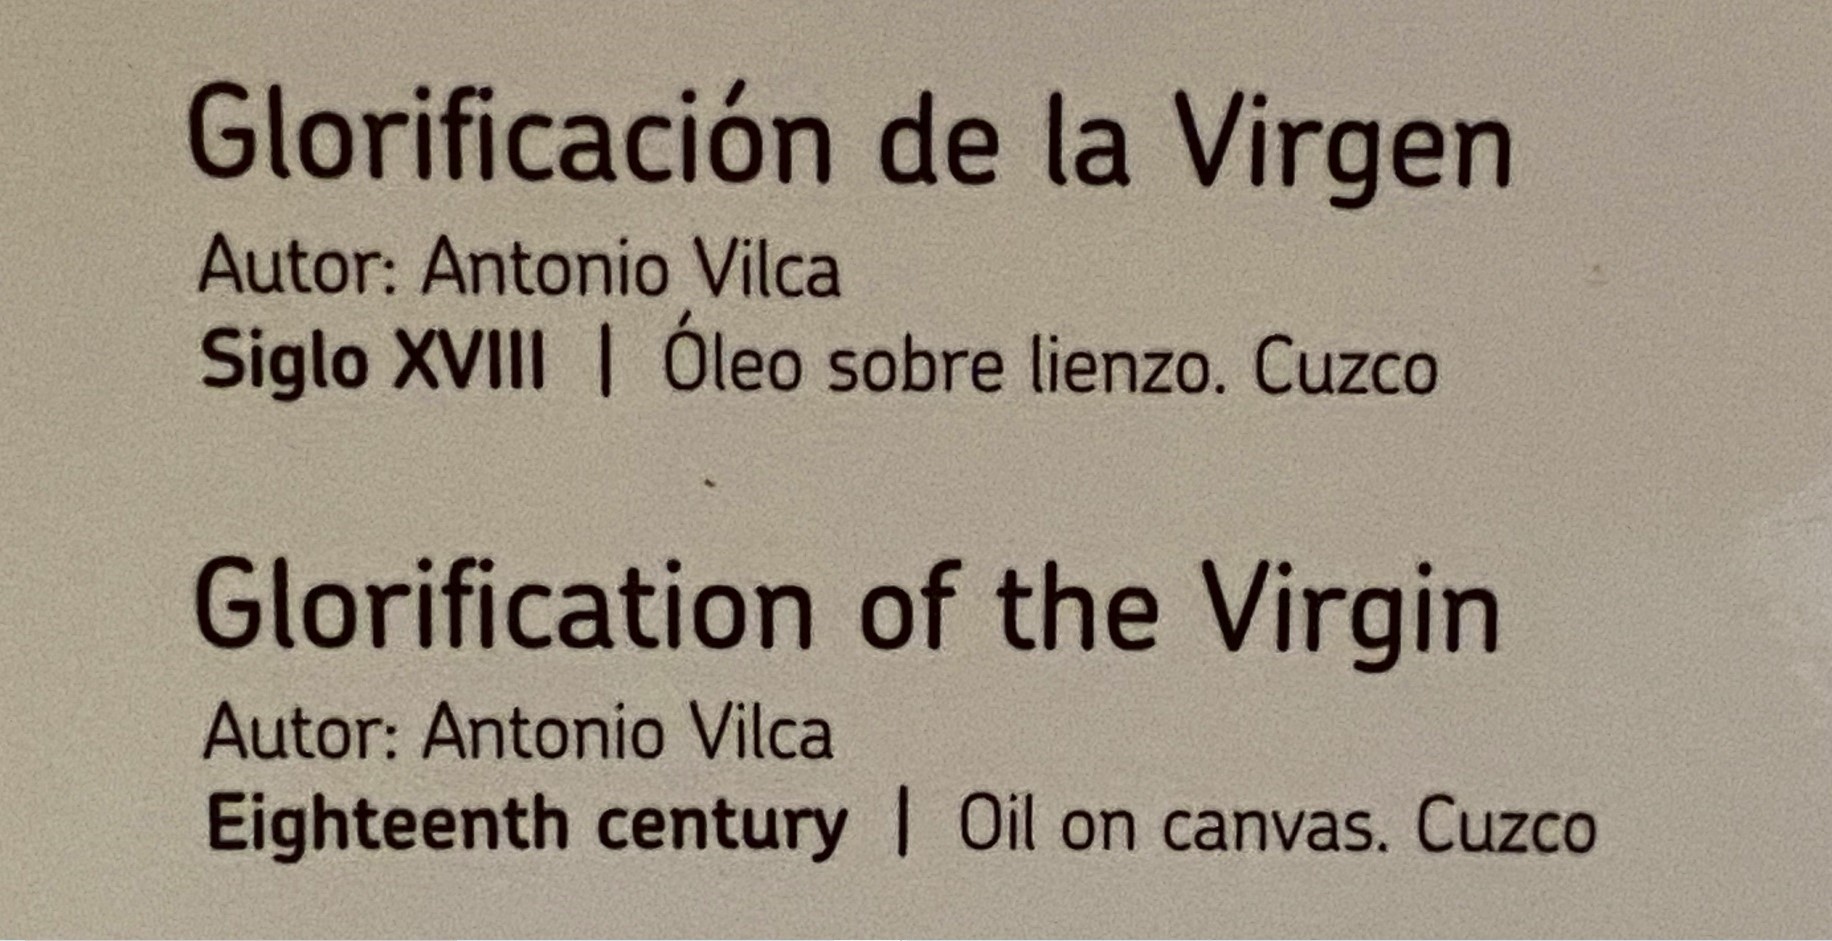 Glorificación de la Virgen
Autor: Antonio Vilca
Siglo XVIII | Óleo sobre lienzo. Cuzco
Glorification of the Virgin
Autor: Antonio Vilca
Eighteenth century | Oil on canvas. Cuzco